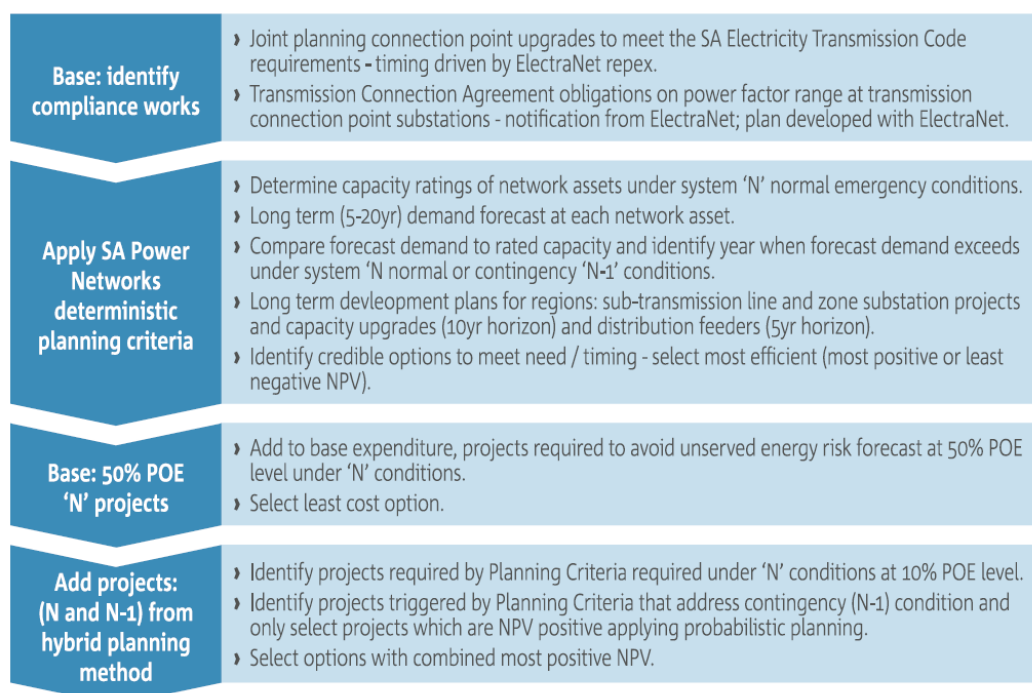 Base: identify
compliance works
› Joint planning connection point upgrades to meet the SA Electricity Transmission Code
requirements - timing driven by ElectraNet repex.
› Transmission Connection Agreement obligations on power factor range at transmission
connection point substations - notification from ElectraNet; plan developed with ElectraNet.
Apply SA Power
Networks
deterministic
planning criteria
› Determine capacity ratings of network assets under system ‘N’ normal emergency conditions.
› Long term (5-20yr) demand forecast at each network asset.
› Compare forecast demand to rated capacity and identify year when forecast demand exceeds
under system ‘N normal or contingency ‘N-1’ conditions.
› Long term devleopment plans for regions: sub-transmission line and zone substation projects
and capacity upgrades (10yr horizon) and distribution feeders (5yr horizon).
› Identify credible options to meet need / timing - select most efficient (most positive or least
negative NPV).
Base: 50% POE
‘N’ projects
› Add to base expenditure, projects required to avoid unserved energy risk forecast at 50% POE
level under ‘N’ conditions.
› Select least cost option.
Add projects:
(N and N-1) from
hybrid planning
method
› Identify projects required by Planning Criteria required under ‘N’ conditions at 10% POE level.
› Identify projects triggered by Planning Criteria that address contingency (N-1) condition and
only select projects which are NPV positive applying probabilistic planning.
› Select options with combined most positive NPV.